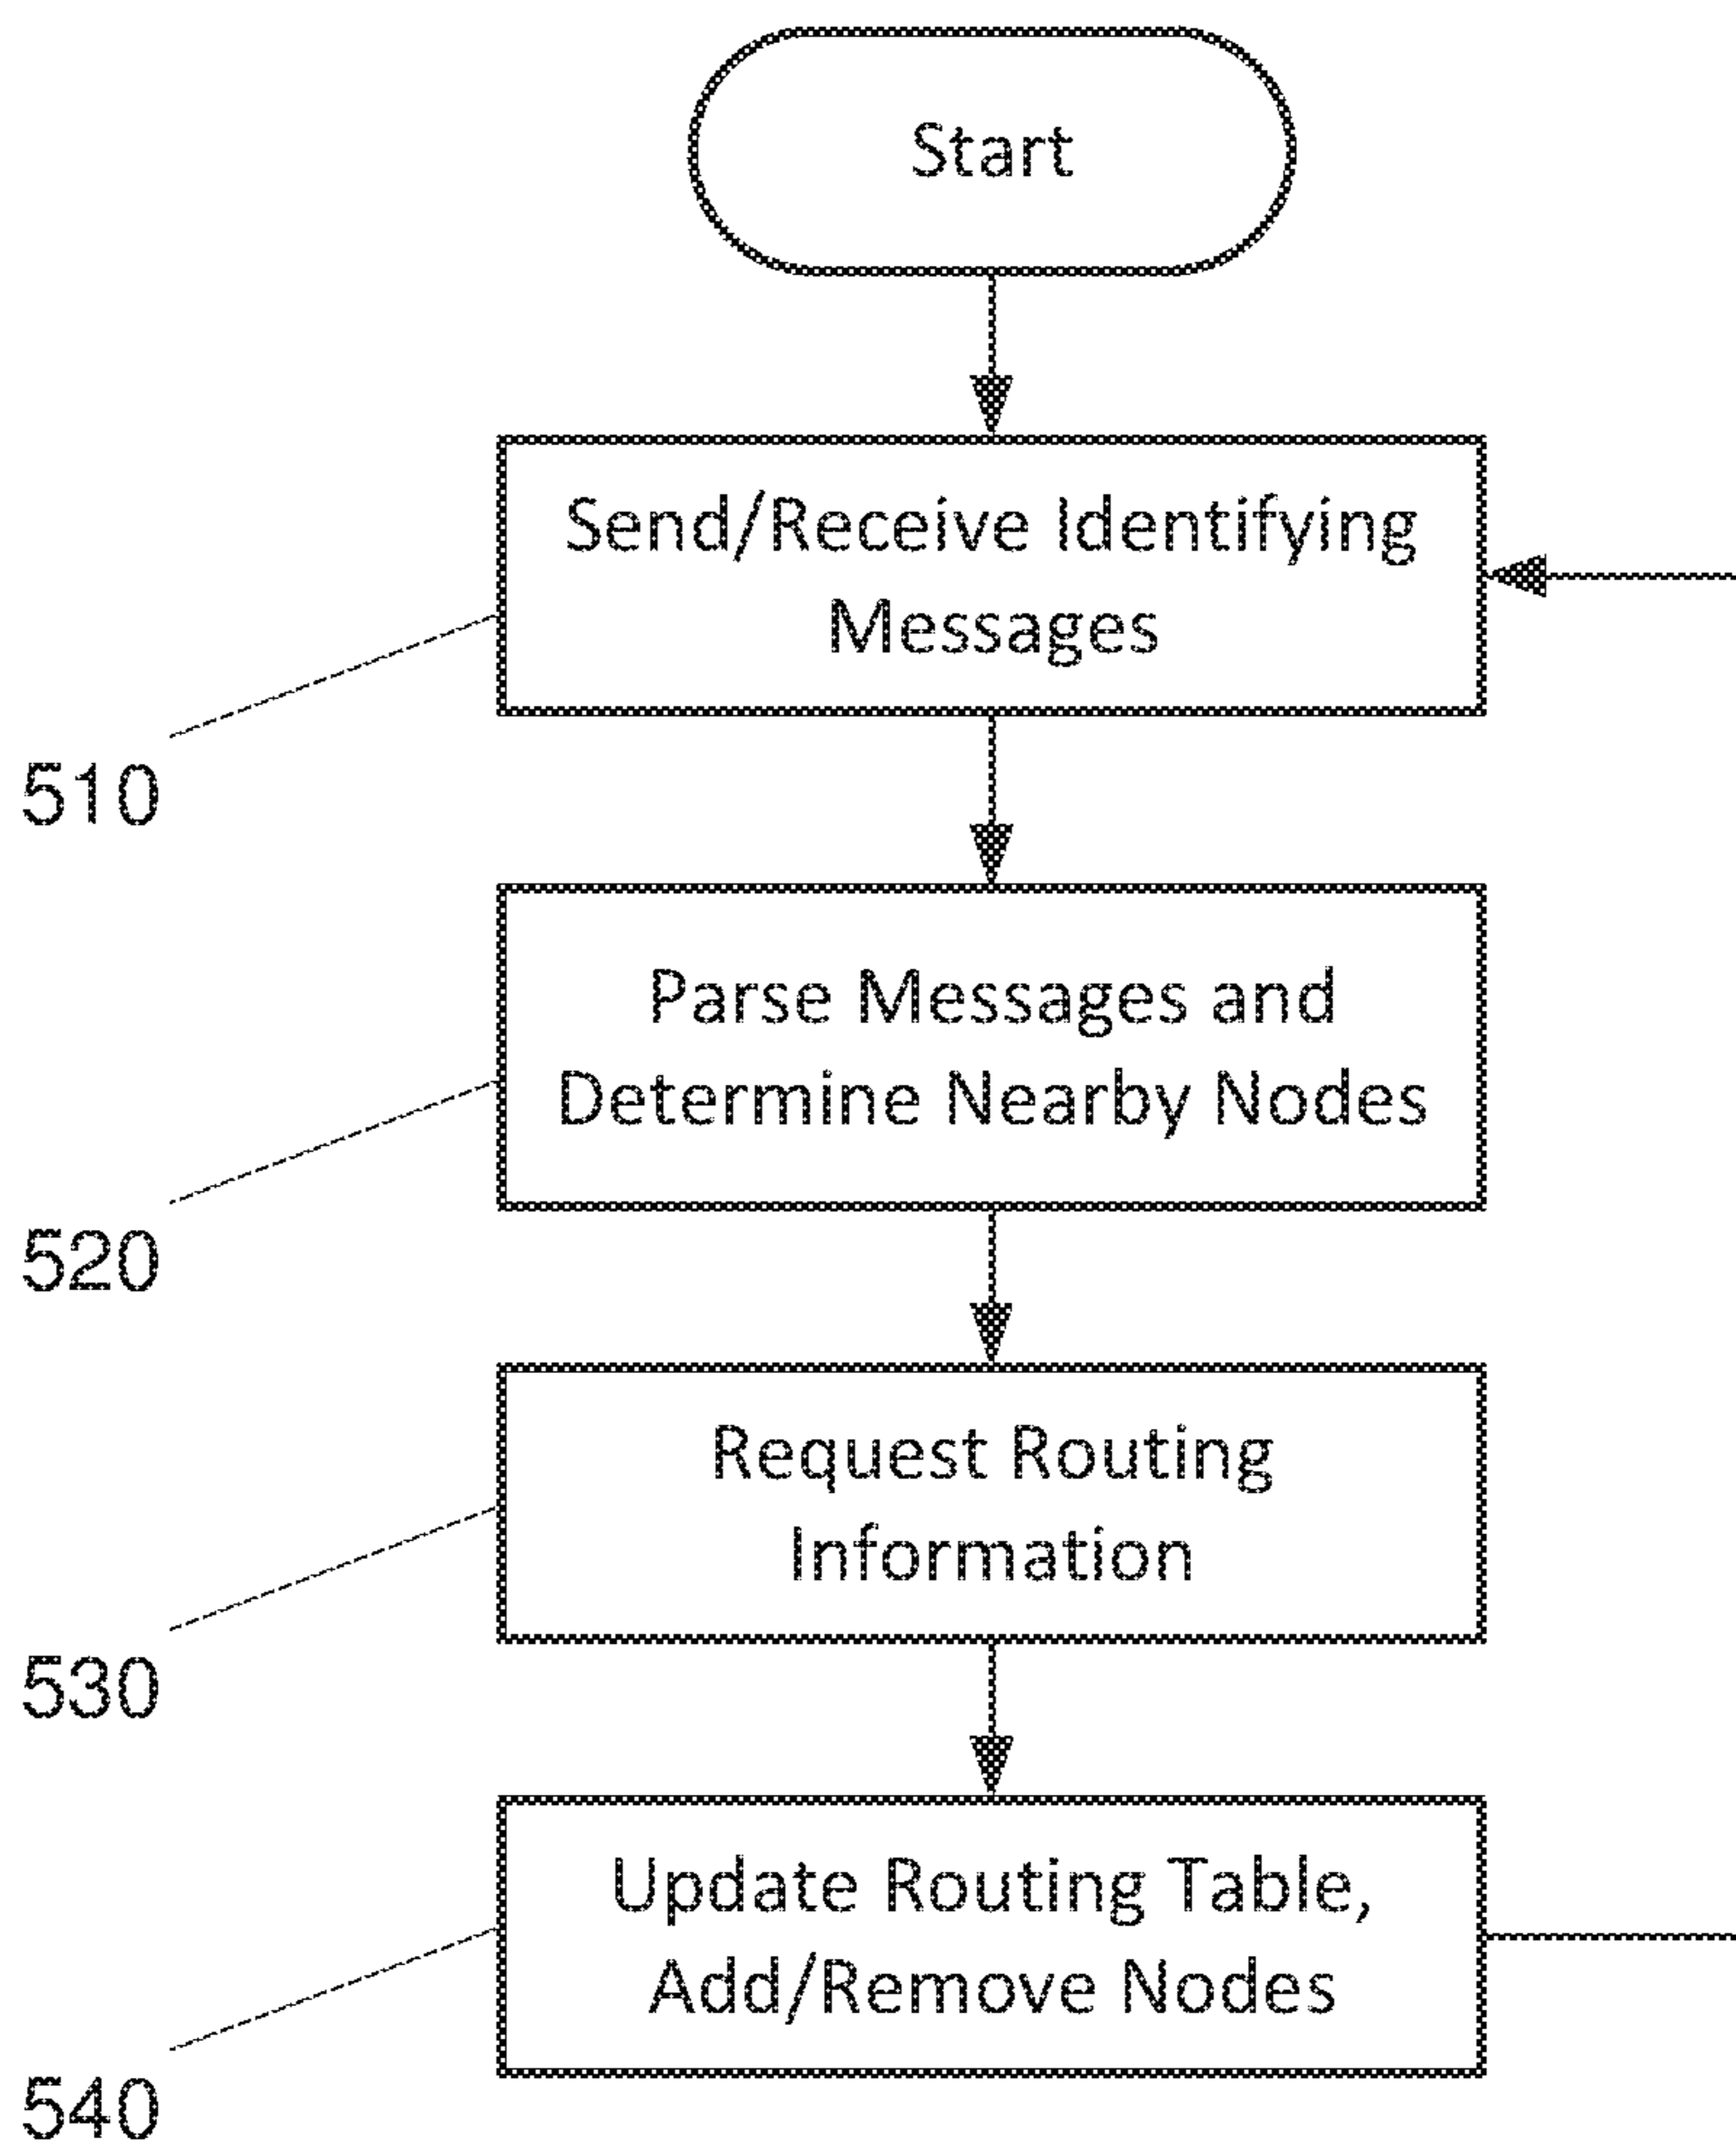 Start
Send/Receive Identifying
Messages
510
Parse Messages and
Determine Nearby Nodes
520
Request Routing
Information
530
Update Routing Table,
Add/Remove Nodes
540